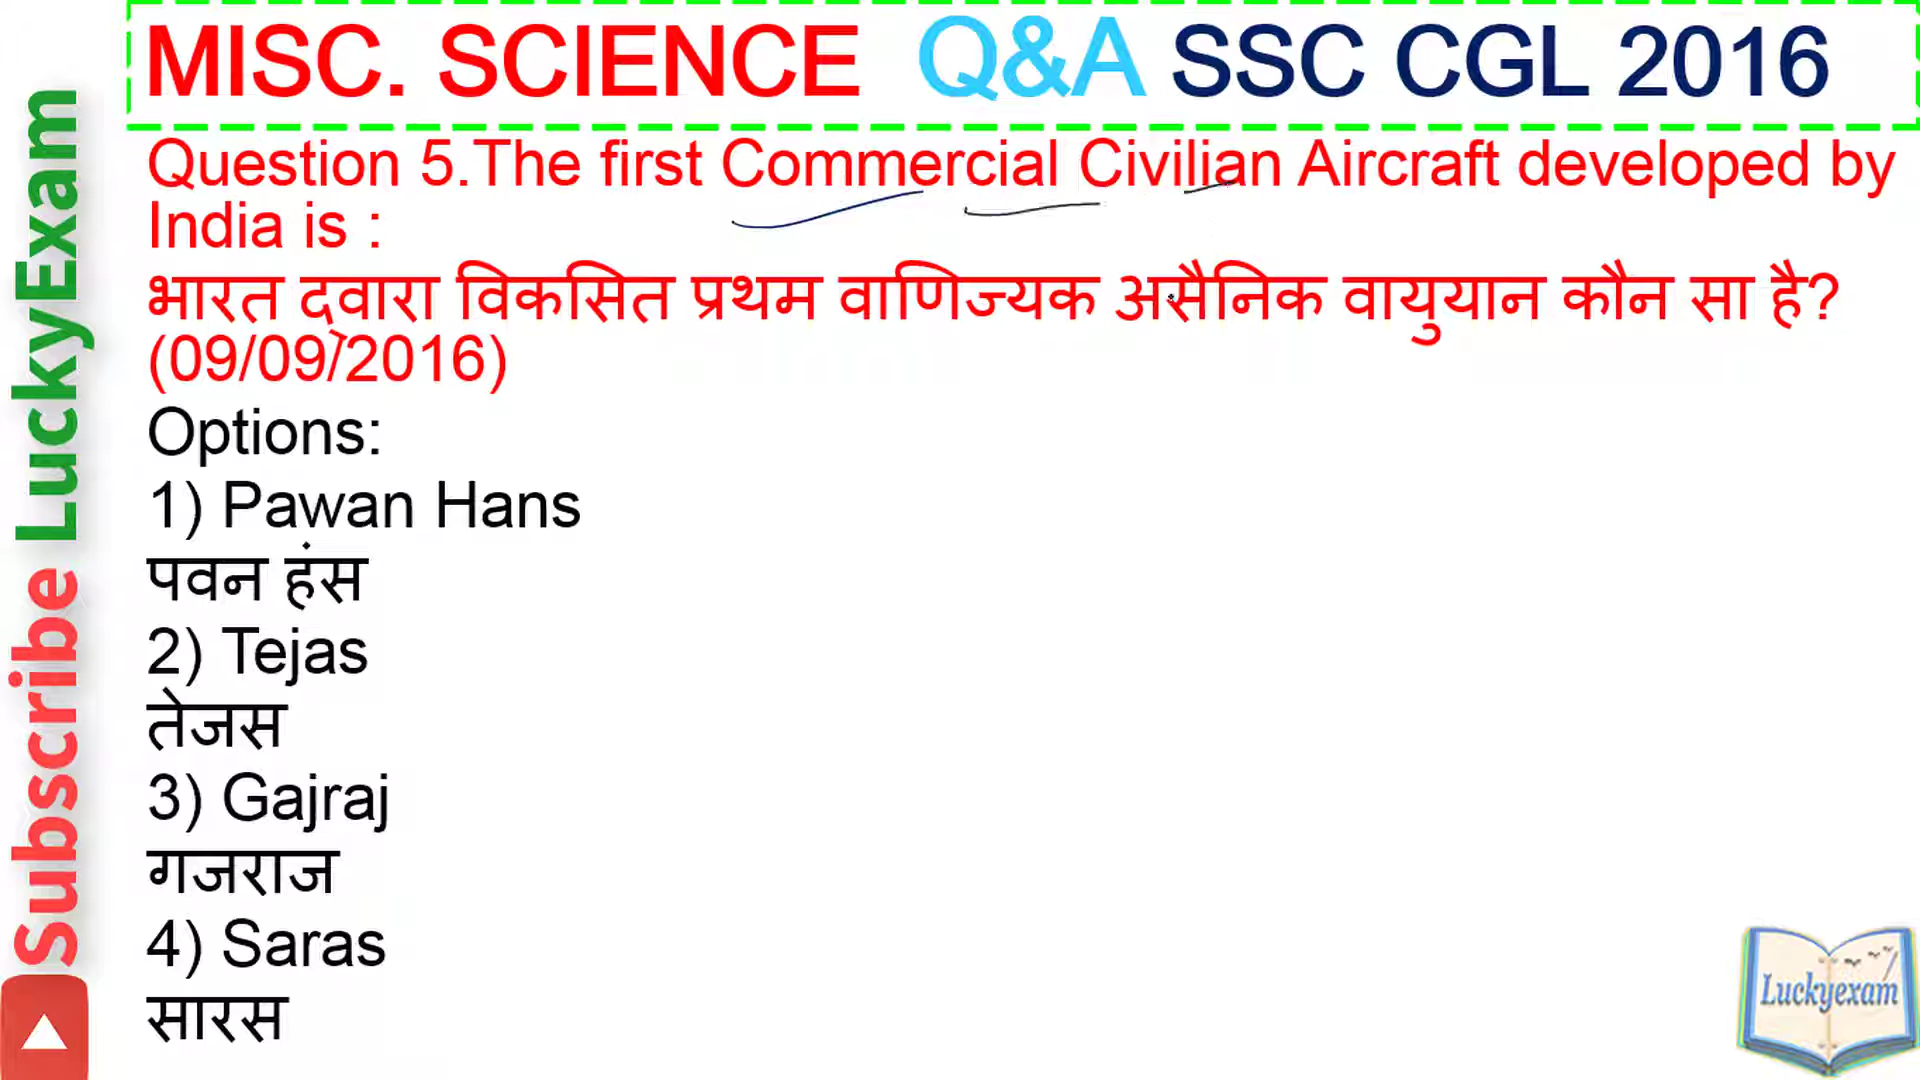 MISC. SCIENCE Q&A SSC CGL 2016
Question 5.The first Commercial Civilian Aircraft developed by
India is :
भारत द्वारा विकसित प्रथम वाणिज्यक असैनिक वायुयान कौन सा है?
(09/09/2016)
Options:
1) Pawan Hans
पवन हंस
2) Tejas
तेजस
3) Gajraj
गजराज
4) Saras
सारस
Subscribe LuckyExam
Luckyexam